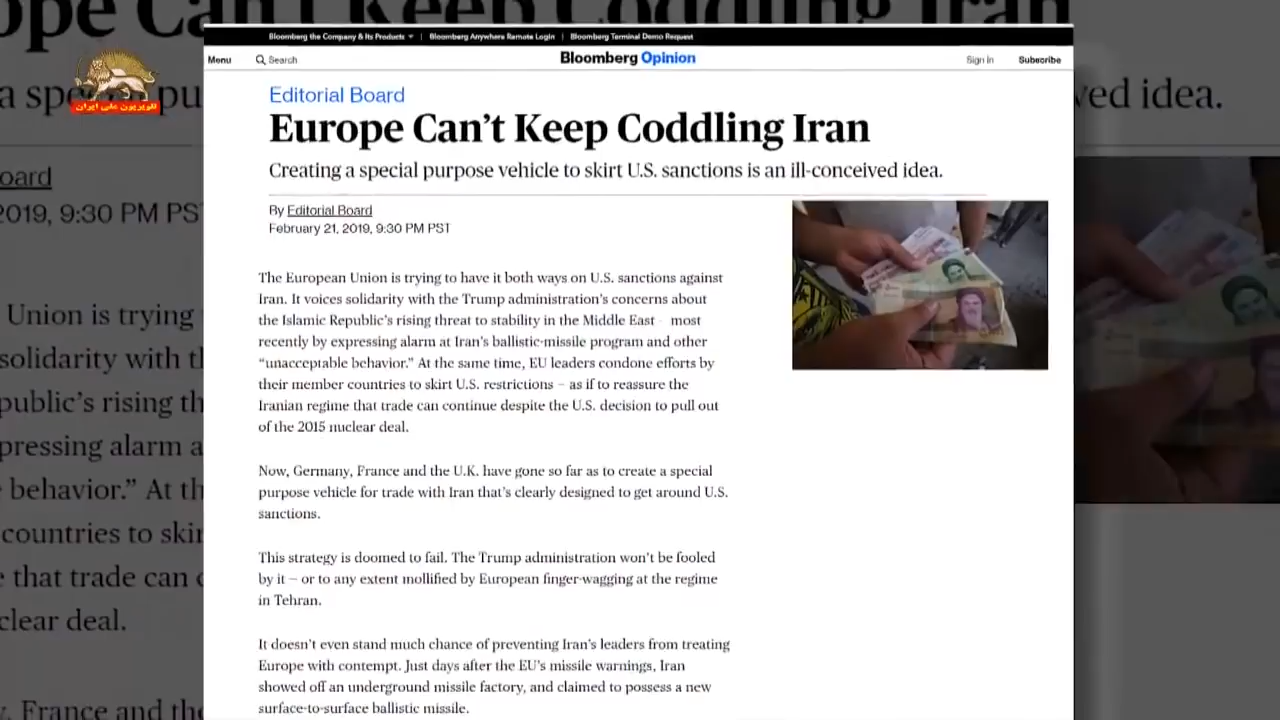 Bloomberg the Company & Its Products
Bloomberg Anywhere Remote Login
Bloomberg Terminal Demo Request
Menu
Search
Bloomberg Opinion
Sign In
Subscribe
تلویزیون ملی ایران
Editorial Board
Europe Can't Keep Coddling Iran
Creating a special purpose vehicle to skirt U.S. sanctions is an ill-conceived idea.
By Editorial Board
February 21, 2019, 9:30 PM PST
The European Union is trying to have it both ways on U.S. sanctions against
Iran. It voices solidarity with the Trump administration's concerns about
the Islamic Republic's rising threat to stability in the Middle East – most
recently by expressing alarm at Iran's ballistic-missile program and other
“unacceptable behavior.” At the same time, EU leaders condone efforts by
their member countries to skirt U.S. restrictions – as if to reassure the
Iranian regime that trade can continue despite the U.S. decision to pull out
of the 2015 nuclear deal.
Now, Germany, France and the U.K. have gone so far as to create a special
purpose vehicle for trade with Iran that's clearly designed to get around U.S.
sanctions.
This strategy is doomed to fail. The Trump administration won't be fooled
by it – or to any extent mollified by European finger-wagging at the regime
in Tehran.
It doesn't even stand much chance of preventing Iran's leaders from treating
Europe with contempt. Just days after the EU's missile warnings, Iran
showed off an underground missile factory, and claimed to possess a new
surface-to-surface ballistic missile.